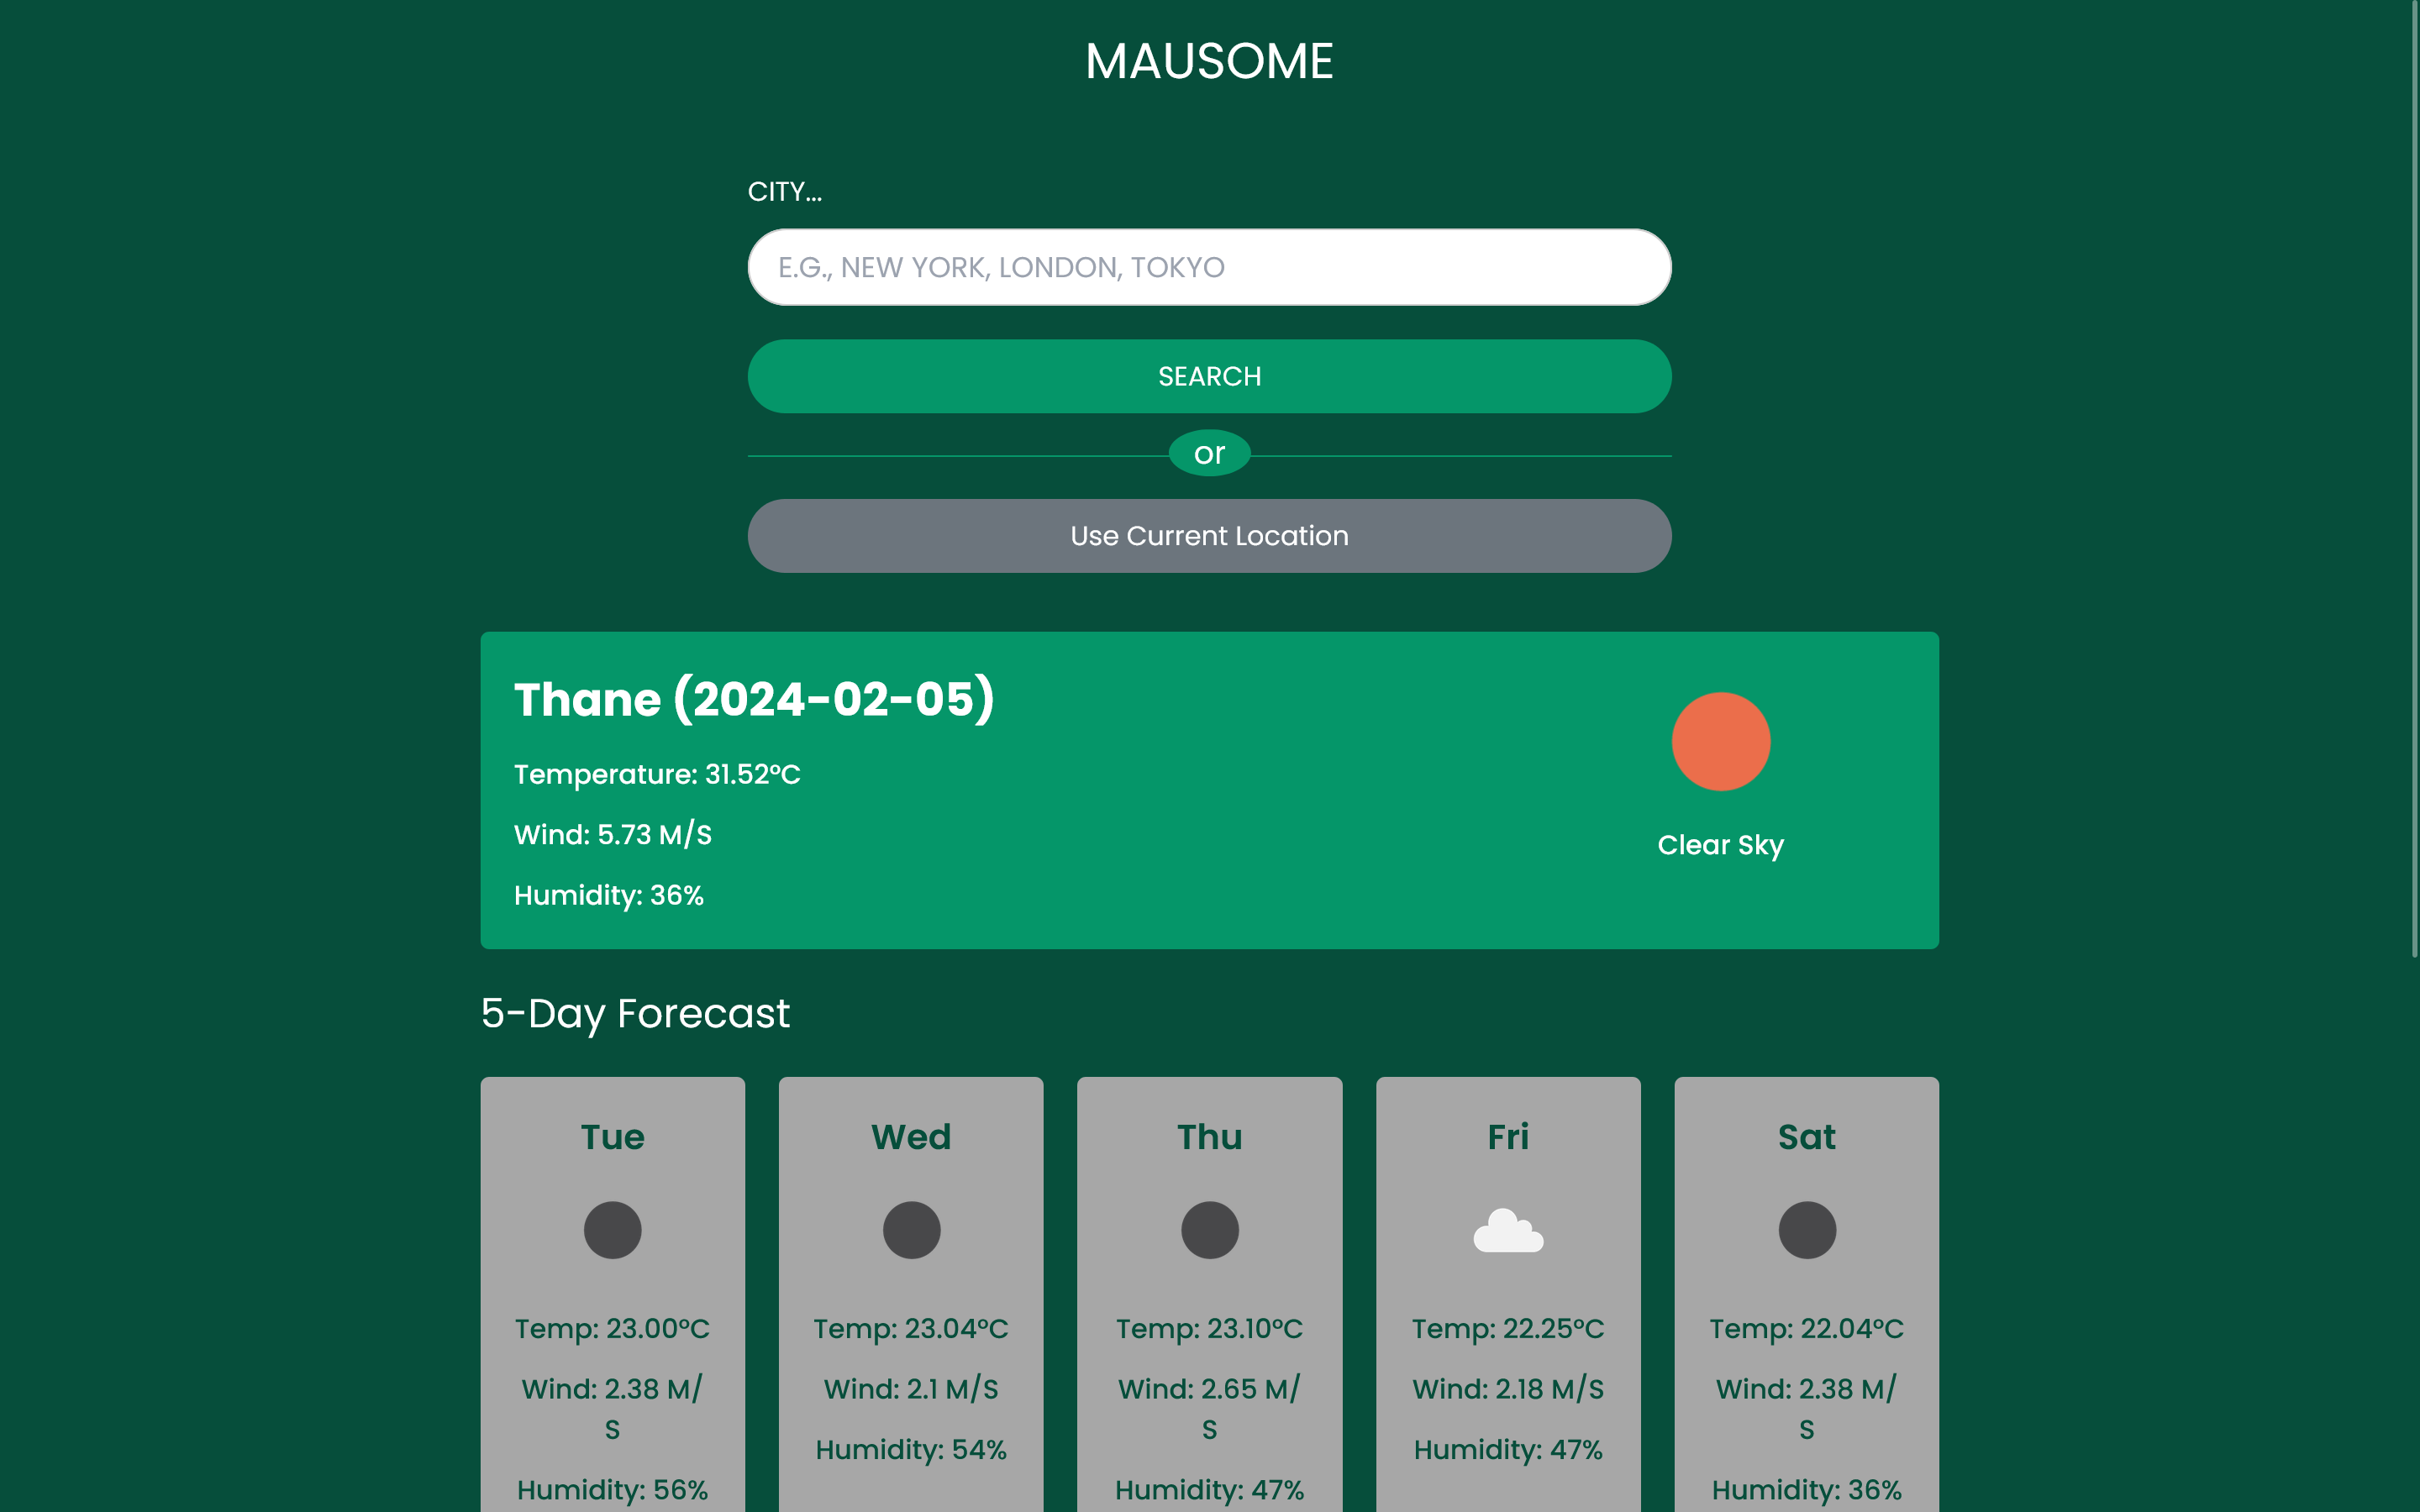 MAUSOME
CITY...
E.G., NEW YORK, LONDON, TOKYO
SEARCH
or
Use Current Location
Thane (2024-02-05)
Temperature: 31.52°C
Wind: 5.73 M/S
Humidity: 36%
Clear Sky
5-Day Forecast
Tue
Temp: 23.00°C
Wind: 2.38 M/
S
Humidity: 56%
Wed
Temp: 23.04°C
Wind: 2.1 M/S
Humidity: 54%
Thu
Temp: 23.10°C
Wind: 2.65 M/
S
Humidity: 47%
Fri
Temp: 22.25°C
Wind: 2.18 M/S
Humidity: 47%
Sat
Temp: 22.04°C
Wind: 2.38 M/
S
Humidity: 36%